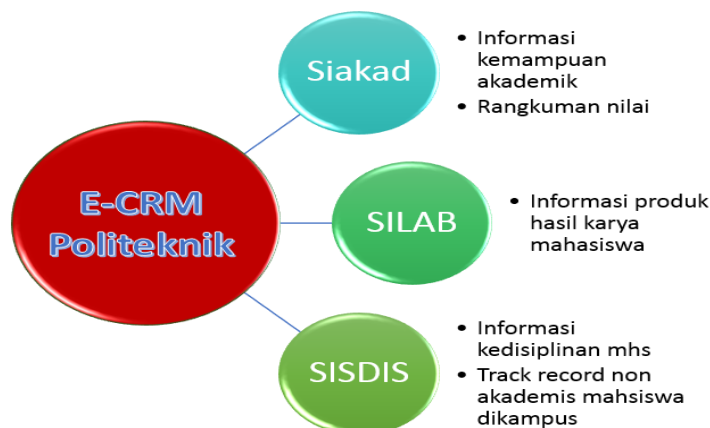 E-CRM
Politeknik
Siakad
• Informasi
kemampuan
akademik
• Rangkuman nilai
SILAB
• Informasi produk
hasil karya
mahasiswa
SISDIS
• Informasi
kedisiplinan mhs
• Track record non
akademis mahsiswa
dikampus